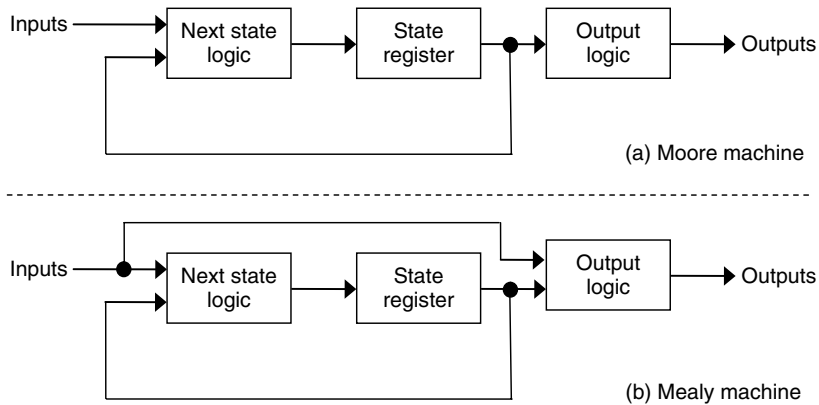 Inputs
Next state
logic
State
register
Output
logic
Outputs
(a) Moore machine
Inputs
Next state
logic
State
register
Output
logic
Outputs
(b) Mealy machine